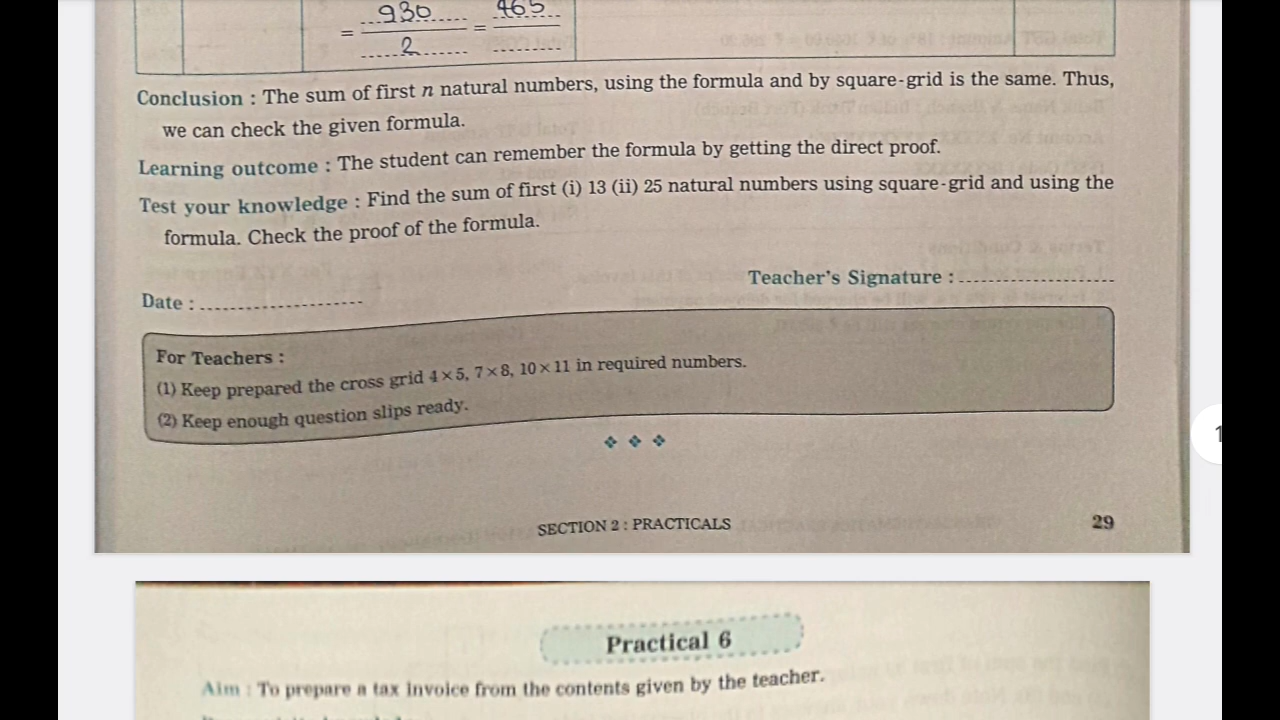 = 930 / 2 = 465
Conclusion : The sum of first n natural numbers, using the formula and by square-grid is the same. Thus,
we can check the given formula.
Learning outcome : The student can remember the formula by getting the direct proof.
Test your knowledge : Find the sum of first (i) 13 (ii) 25 natural numbers using square-grid and using the
formula. Check the proof of the formula.
Teacher's Signature : ......................
Date : ......................
For Teachers :
(1) Keep prepared the cross grid 4 × 5, 7 × 8, 10 × 11 in required numbers.
(2) Keep enough question slips ready.
SECTION 2 : PRACTICALS
29
Practical 6
Aim : To prepare a tax invoice from the contents given by the teacher.